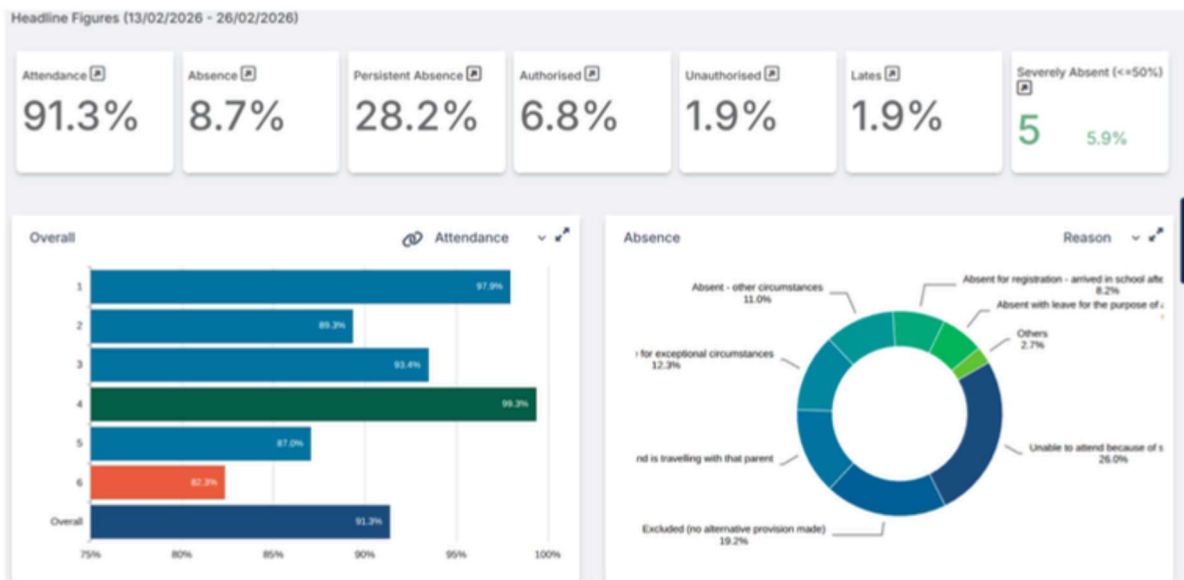 Headline Figures (13/02/2026 - 26/02/2026)
Attendance
91.3%
Absence
8.7%
Persistent Absence
28.2%
Authorised
6.8%
Unauthorised
1.9%
Lates
1.9%
Severely Absent (<=50%)
5 5.9%
Overall
Attendance
1 97.9%
2 89.3%
3 93.4%
4 99.3%
5 87.0%
6 82.3%
Overall 91.3%
75% 80% 85% 90% 95% 100%
Absence
Reason
Absent for registration - arrived in school afte
8.2%
Absent - other circumstances
11.0%
Absent with leave for the purpose of
Others
2.7%
for exceptional circumstances
12.3%
nd is travelling with that parent
Unable to attend because of s
26.0%
Excluded (no alternative provision made)
19.2%